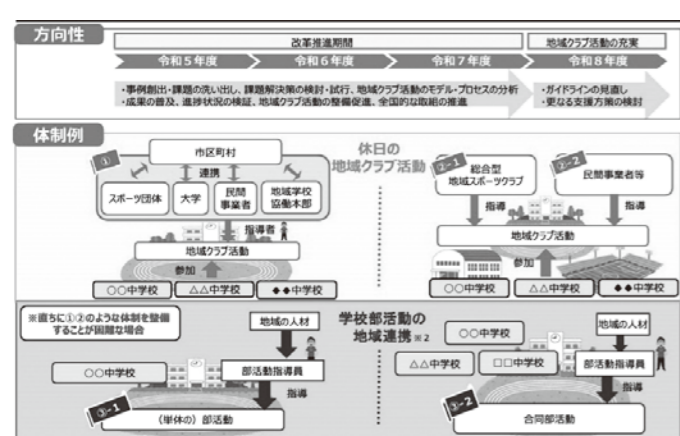 方向性
改革推進期間
地域クラブ活動の充実
令和5年度
令和6年度
令和7年度
令和8年度
・事例創出・課題の洗い出し、課題解決策の検討・試行、地域クラブ活動のモデル・プロセスの分析
・成果の普及、進捗状況の検証、地域クラブ活動の整備促進、全国的な取組の推進
・ガイドラインの見直し
・更なる支援方策の検討
体制例
休日の
地域クラブ活動
①
市区町村
連携
スポーツ団体
大学
民間
事業者
地域学校
協働本部
指導者
地域クラブ活動
参加
○○中学校
△△中学校
◆◆中学校
②-1
総合型
地域スポーツクラブ
②-2
民間事業者等
指導
指導
地域クラブ活動
参加
○○中学校
△△中学校
◆◆中学校
※直ちに①②のような体制を整備
することが困難な場合
学校部活動の
地域連携※2
地域の人材
○○中学校
部活動指導員
指導
③-1
(単体の)部活動
○○中学校
△△中学校
□□中学校
地域の人材
部活動指導員
指導
③-2
合同部活動